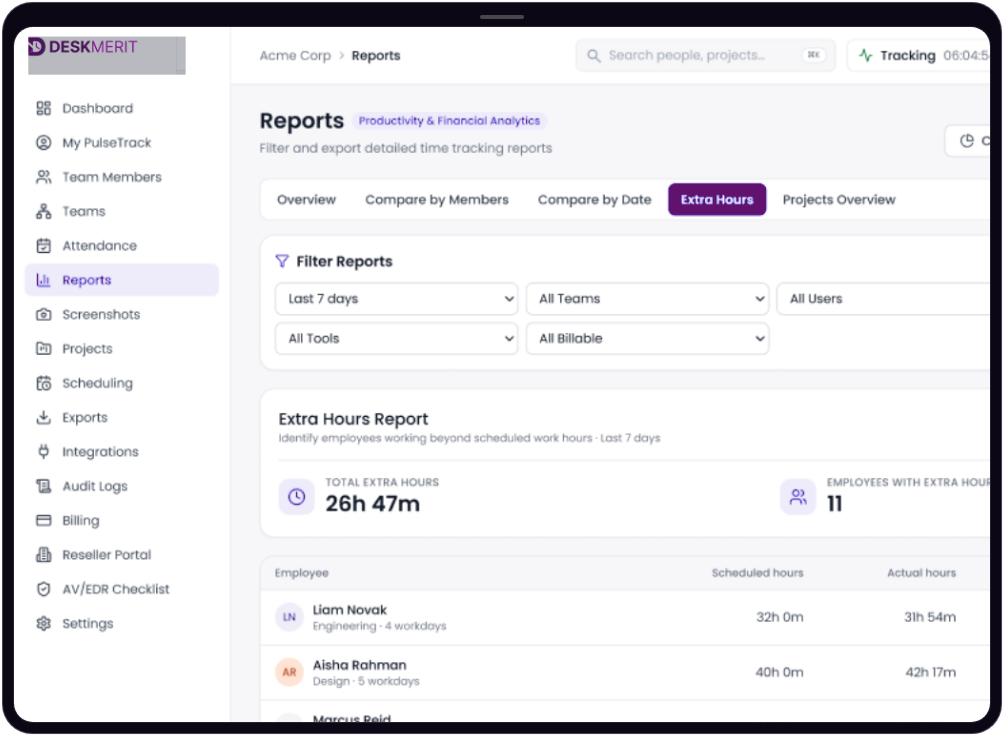 DESKMERIT
Acme Corp > Reports
Search people, projects...
⌘K
Tracking 06:04:5
Dashboard
My PulseTrack
Team Members
Teams
Attendance
Reports
Screenshots
Projects
Scheduling
Exports
Integrations
Audit Logs
Billing
Reseller Portal
AV/EDR Checklist
Settings
Reports Productivity & Financial Analytics
Filter and export detailed time tracking reports
Overview Compare by Members Compare by Date Extra Hours Projects Overview
Filter Reports
Last 7 days All Teams All Users
All Tools All Billable
Extra Hours Report
Identify employees working beyond scheduled work hours · Last 7 days
TOTAL EXTRA HOURS
26h 47m
EMPLOYEES WITH EXTRA HOUR
11
Employee Scheduled hours Actual hours
LN Liam Novak 32h 0m 31h 54m
Engineering · 4 workdays
AR Aisha Rahman 40h 0m 42h 17m
Design · 5 workdays
Marcus Reid